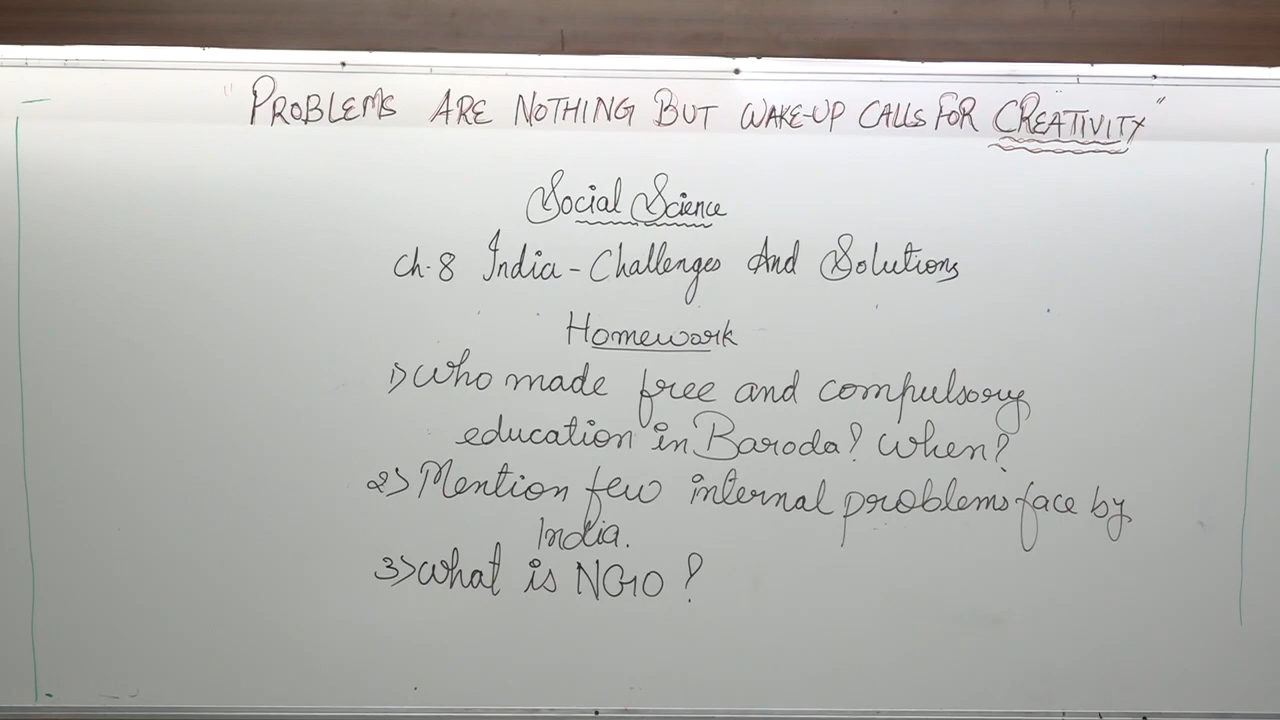 "PROBLEMS ARE NOTHING BUT WAKE-UP CALLS FOR CREATIVITY"
Social Science
Ch-8 India - Challenges And Solutions
Homework
1> Who made free and compulsory
education in Baroda? When?
2> Mention few internal problems face by
India.
3> What is NGO?